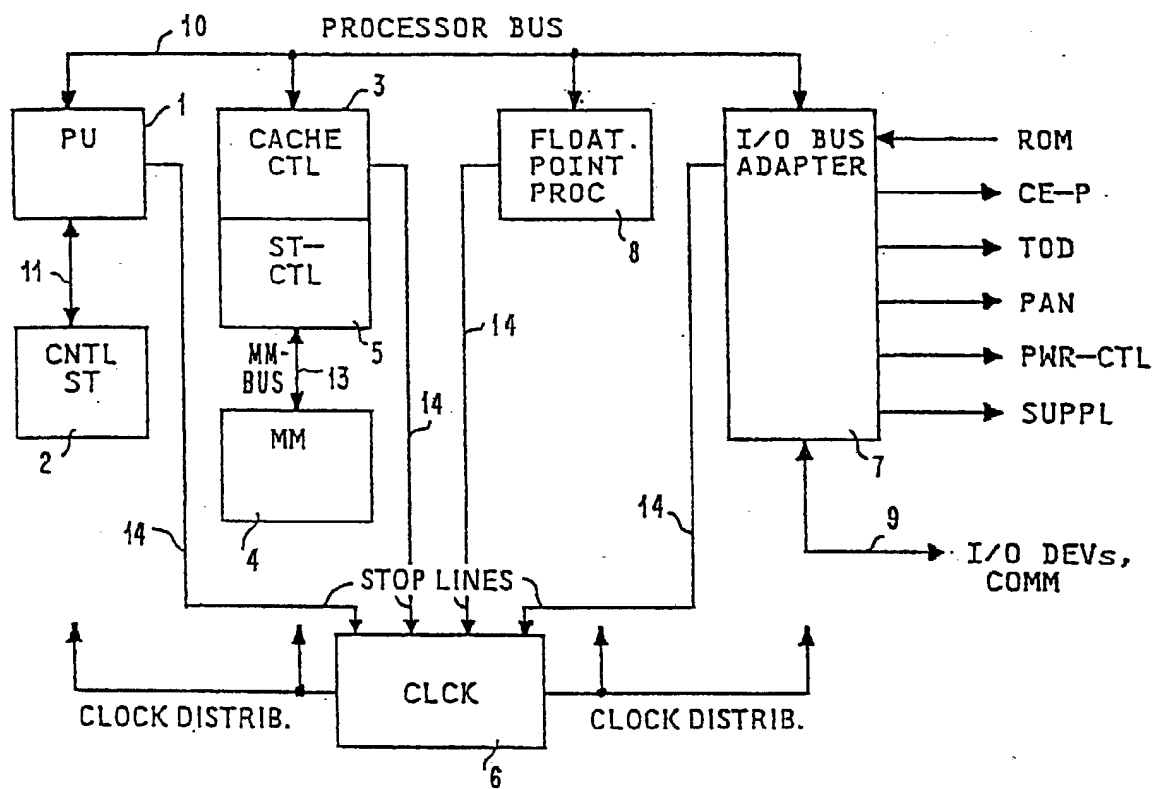 10
PROCESSOR BUS
1
3
PU
CACHE
CTL
FLOAT.
POINT
PROC
I/O BUS
ADAPTER
ROM
CE-P
TOD
PAN
PWR-CTL
SUPPL
8
11
ST-
CTL
14
5
CNTL
ST
MM-
BUS
13
14
2
MM
7
14
4
14
9
I/O DEVs,
COMM
STOP LINES
CLCK
CLOCK DISTRIB.
CLOCK DISTRIB.
6